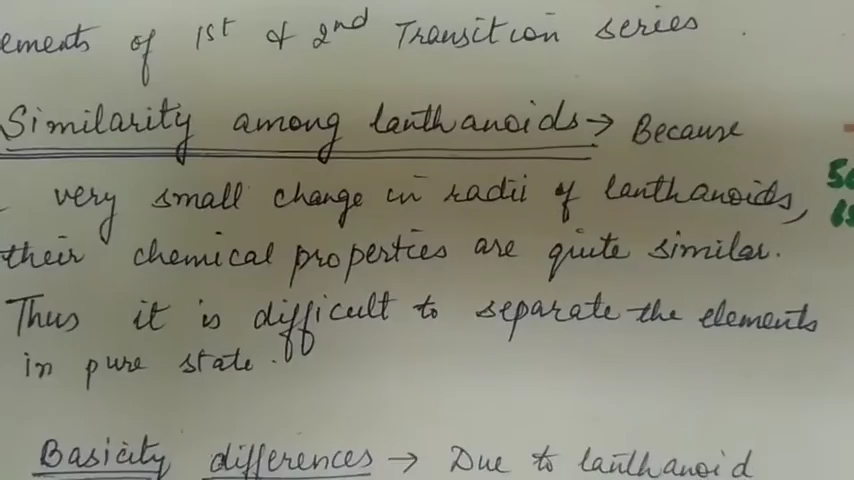 ements of 1st & 2nd Transition series .
Similarity among lanthanoids → Because
very small change in radii of lanthanoids,
their chemical properties are quite similar.
Thus it is difficult to separate the elements
in pure state .
Basicity differences → Due to lanthanoid